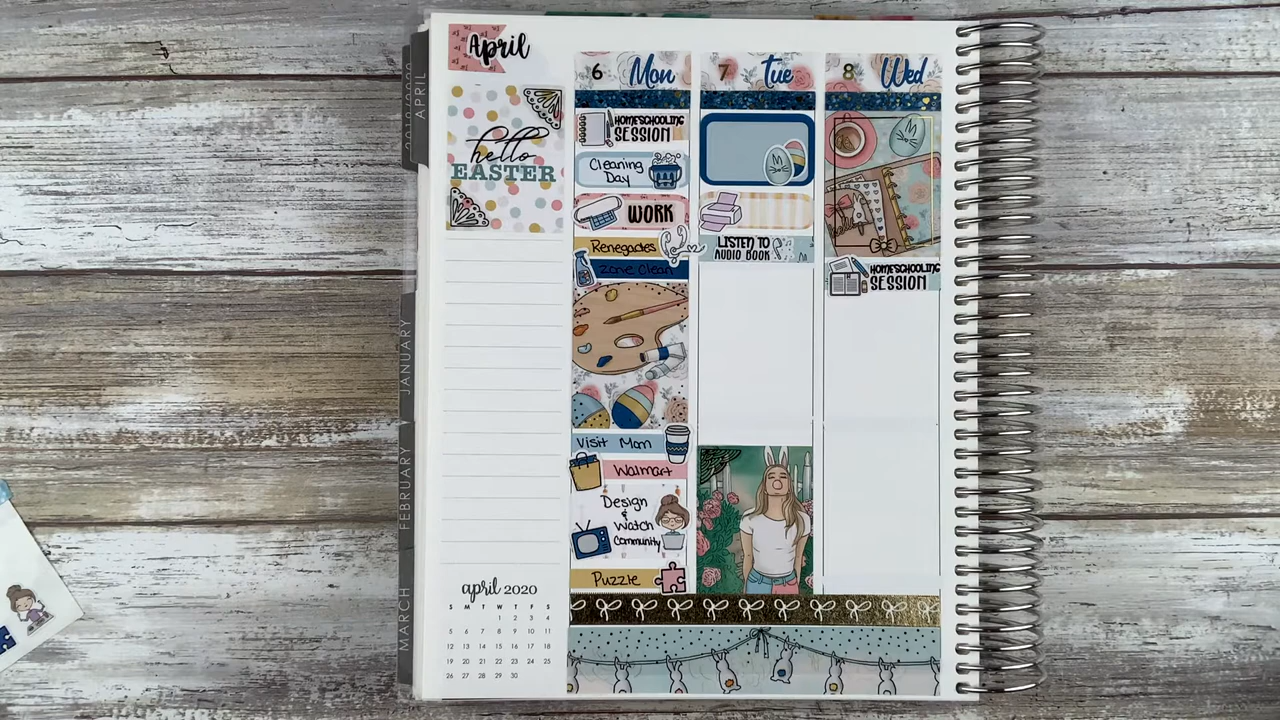 April
hello
EASTER
april 2020
S M T W T F S
1 2 3 4
5 6 7 8 9 10 11
12 13 14 15 16 17 18
19 20 21 22 23 24 25
26 27 28 29 30
6 Mon
HOMESCHOOLING
SESSION
Cleaning
Day
WORK
Renegades
Zone Clean
Visit Mom
Walmart
Design
&
Watch
Community
Puzzle
7 Tue
LISTEN TO
AUDIO BOOK
8 Wed
HOMESCHOOLING
SESSION
APRIL
JANUARY
FEBRUARY
MARCH